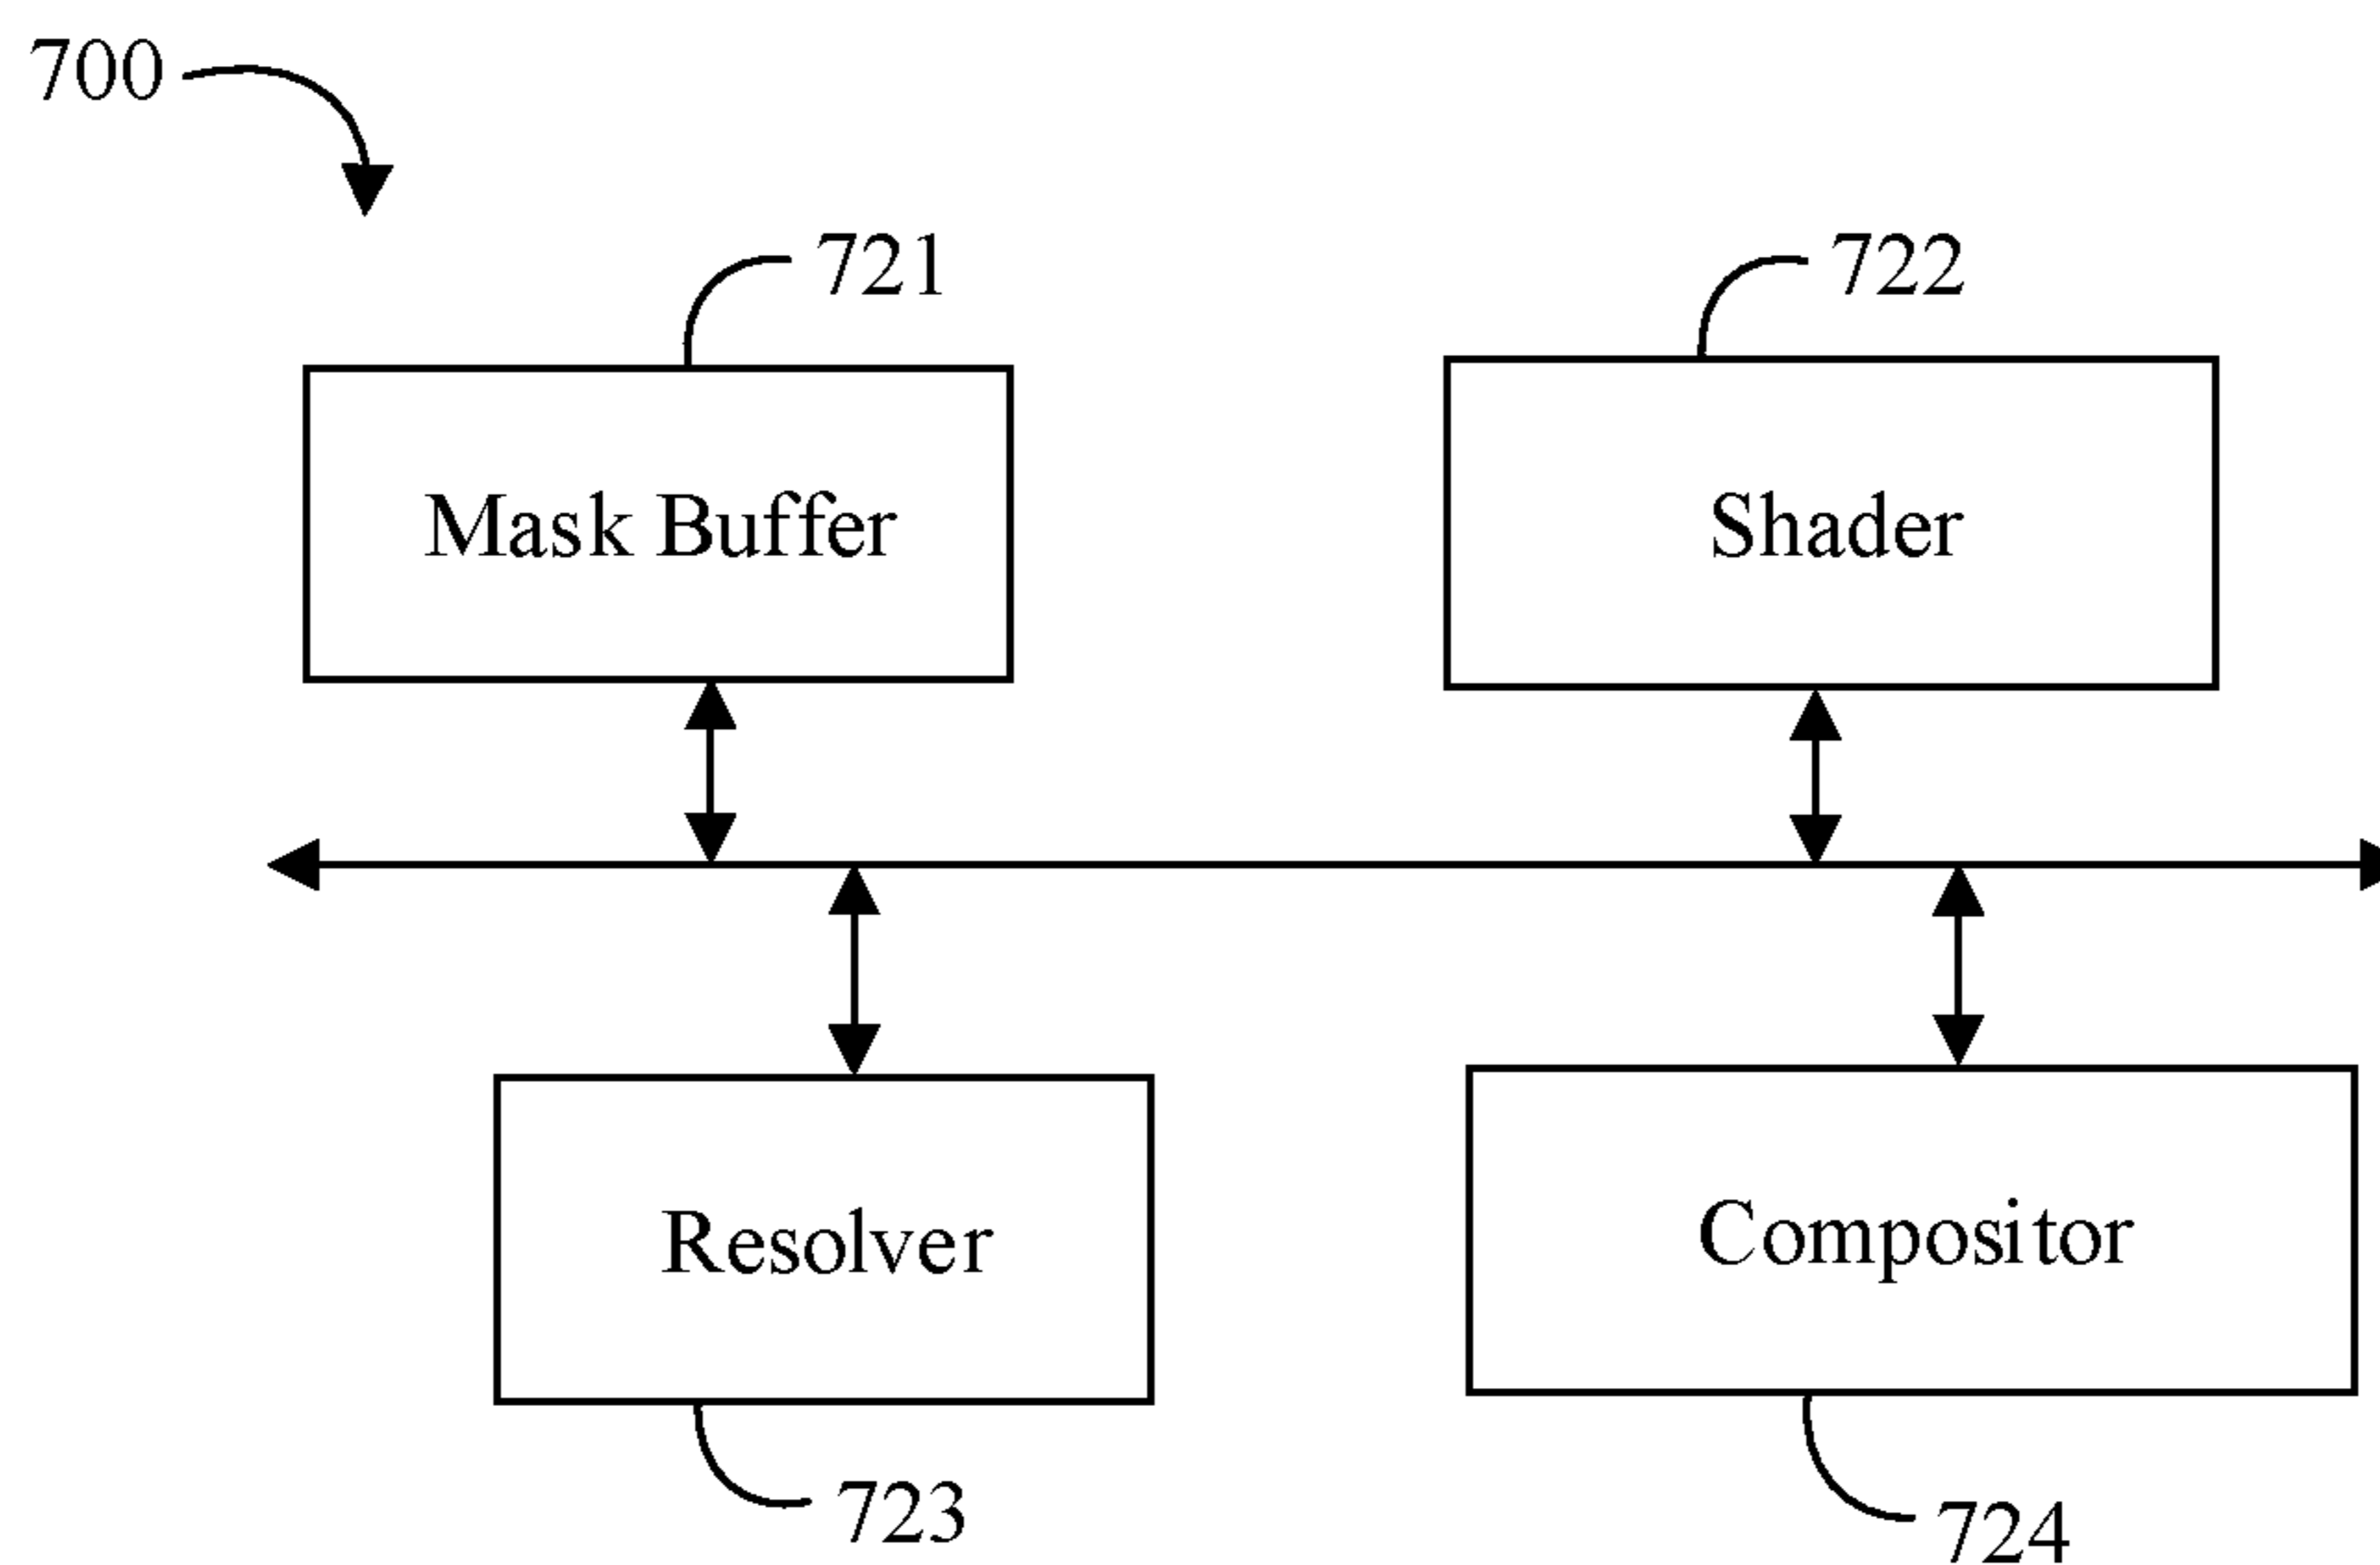 700
721
722
Mask Buffer
Shader
Resolver
Compositor
723
724